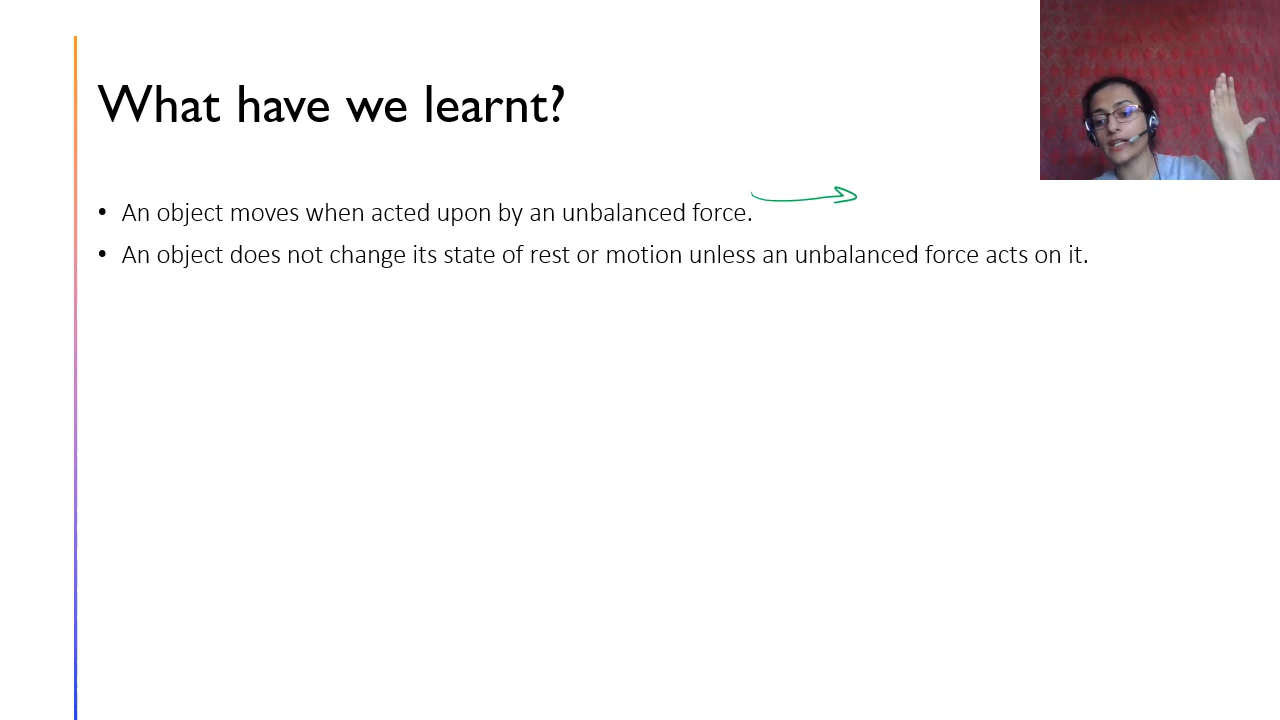 What have we learnt?
• An object moves when acted upon by an unbalanced force.
• An object does not change its state of rest or motion unless an unbalanced force acts on it.